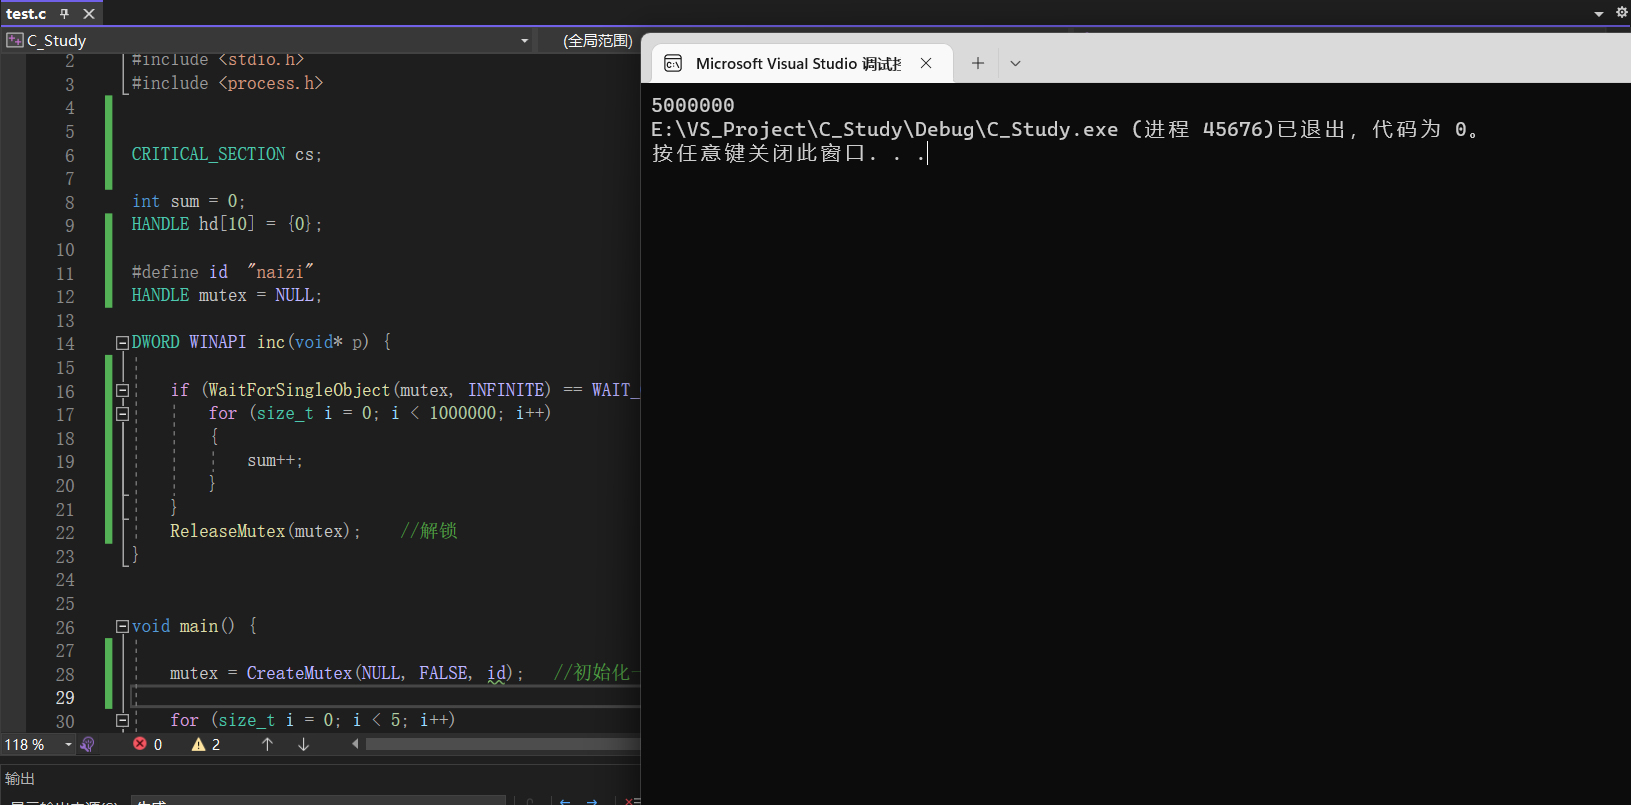 test.c
C_Study
(全局范围)
2 #include <stdio.h>
3 #include <process.h>
4
5
6 CRITICAL_SECTION cs;
7
8 int sum = 0;
9 HANDLE hd[10] = {0};
10
11 #define id  "naizi"
12 HANDLE mutex = NULL;
13
14 DWORD WINAPI inc(void* p) {
15
16 if (WaitForSingleObject(mutex, INFINITE) == WAIT_
17 for (size_t i = 0; i < 1000000; i++)
18 {
19 sum++;
20 }
21 }
22 ReleaseMutex(mutex);    //解锁
23 }
24
25
26 void main() {
27
28 mutex = CreateMutex(NULL, FALSE, id);   //初始化一
29
30 for (size_t i = 0; i < 5; i++)
118 %
0
2
输出
Microsoft Visual Studio 调试
5000000
E:\VS_Project\C_Study\Debug\C_Study.exe (进程 45676)已退出，代码为 0。
按任意键关闭此窗口. . .